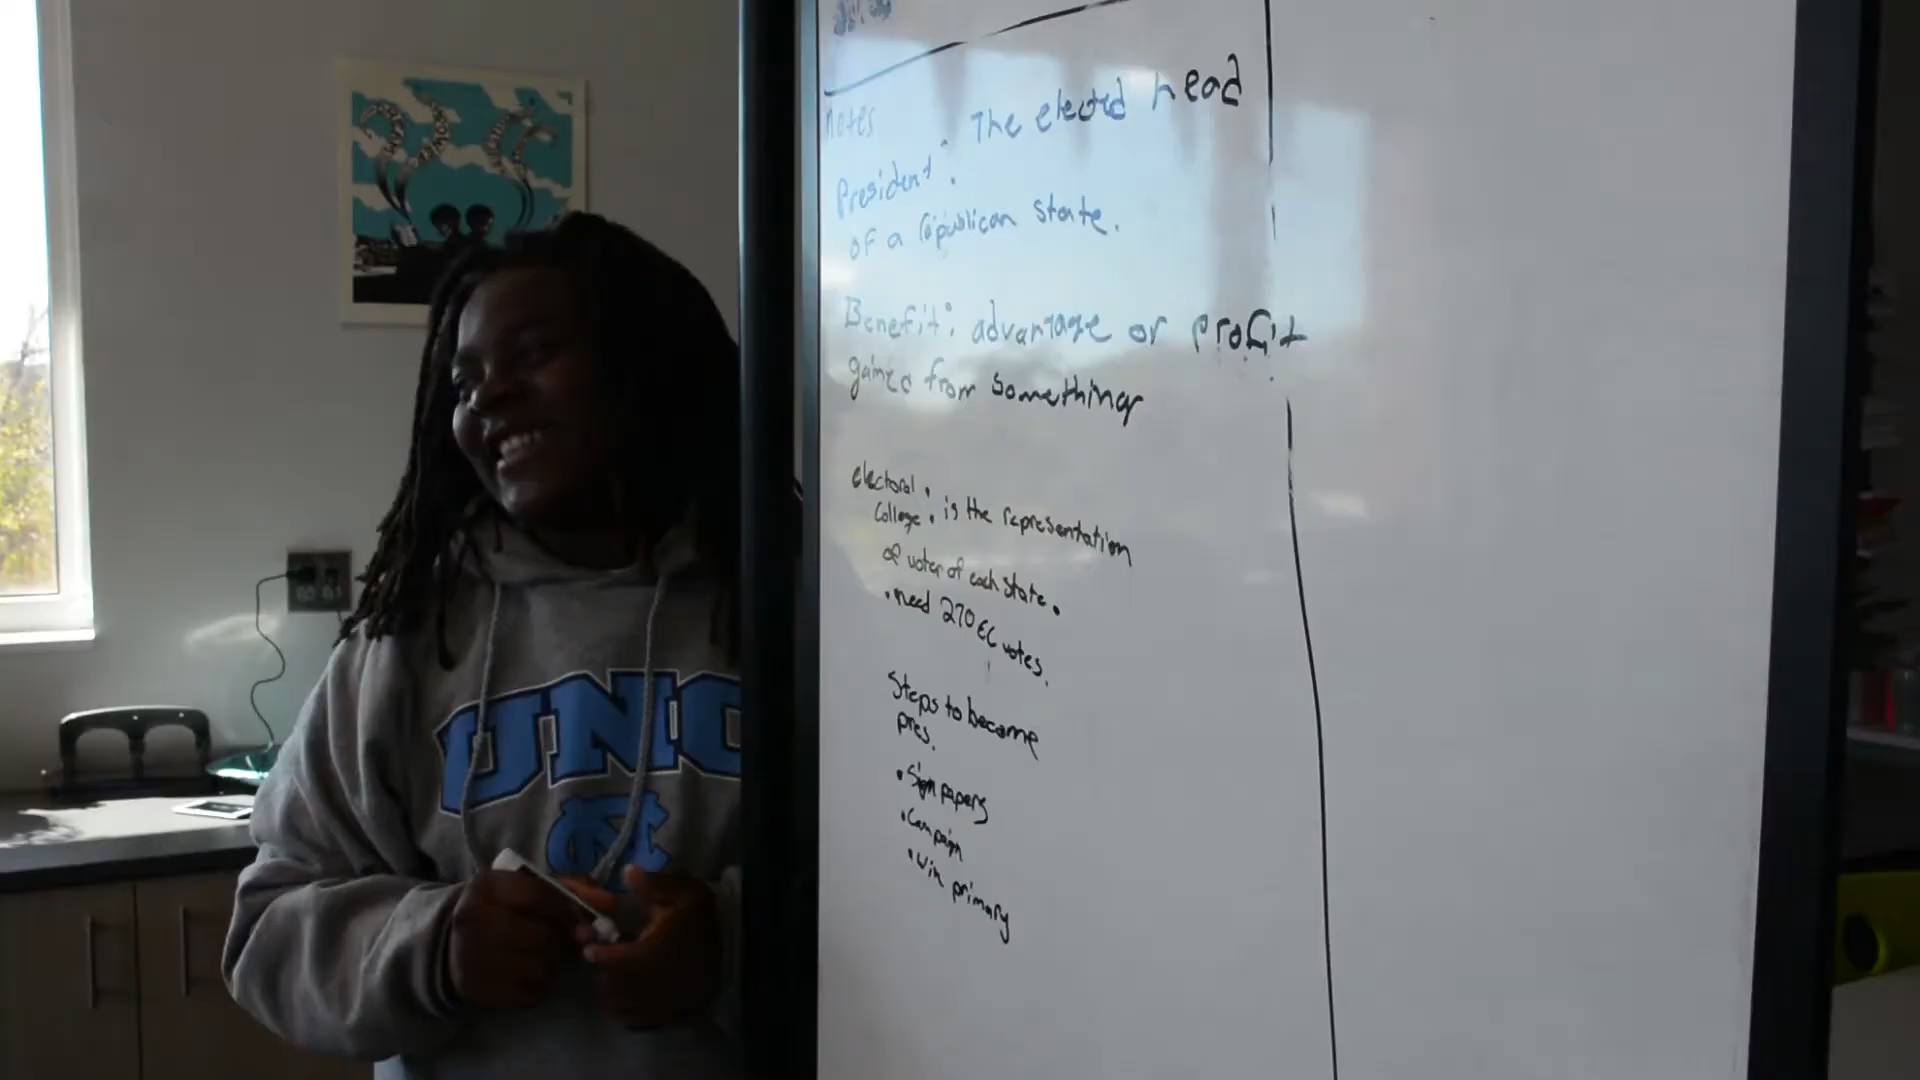 Notes
President: The elected head
of a republican state.
Benefit: advantage or profit
gained from something
electoral
College: is the representation
of voter of each state.
• need 270 EC votes.
Steps to become
pres.
• Sign papers
• Campaign
• Win primary
UNC
NC